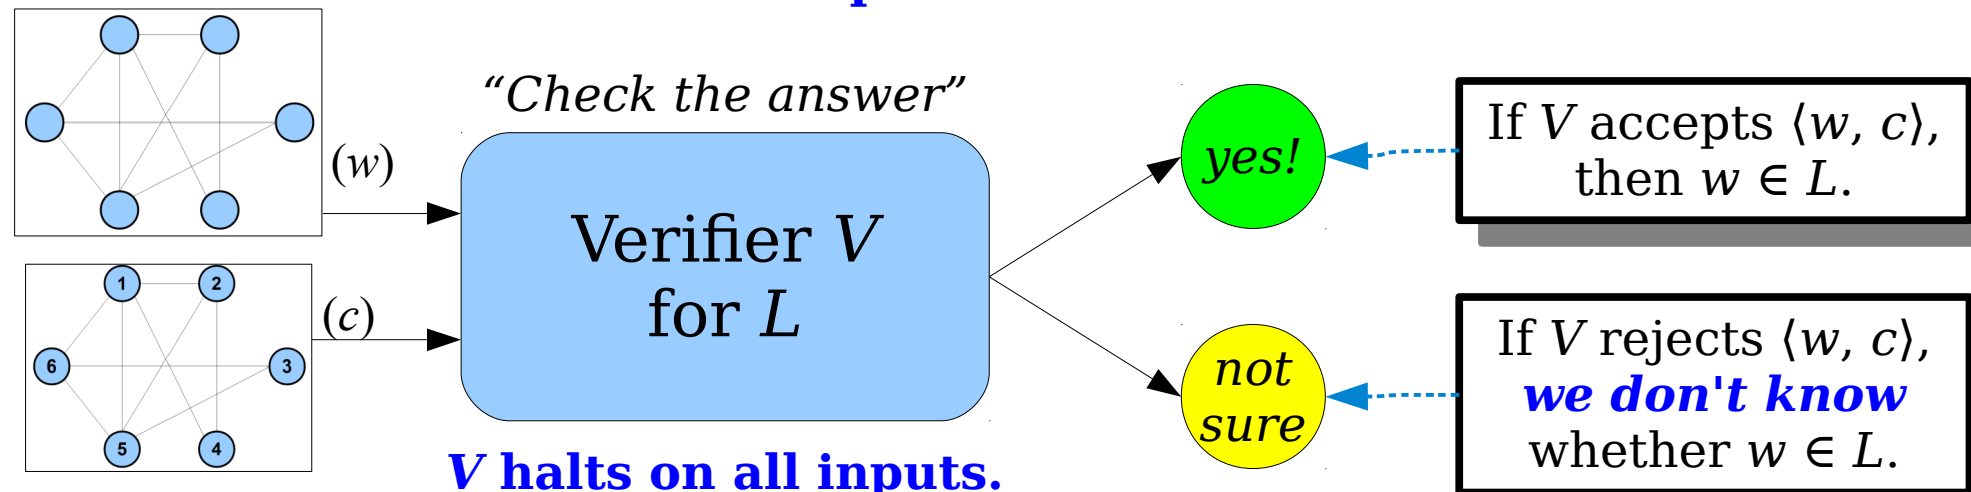 “Check the answer”
(w)
Verifier V
for L
(c)
1
2
6
3
5
4
V halts on all inputs.
yes!
not
sure
If V accepts ⟨w, c⟩,
then w ∈ L.
If V rejects ⟨w, c⟩,
we don't know
whether w ∈ L.